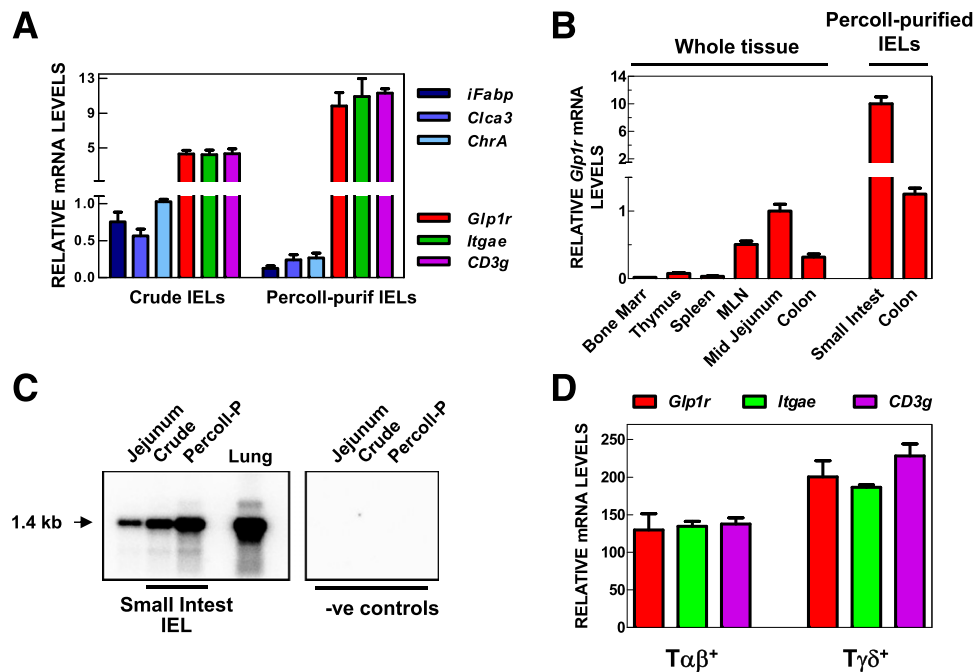 A
RELATIVE mRNA LEVELS
13
9
5
1.0
0.5
0.0
Crude IELs
Percoll-purif IELs
iFabp
Clca3
ChrA
Glp1r
Itgae
CD3g
B
Whole tissue
Percoll-purified
IELs
RELATIVE Glp1r mRNA
LEVELS
14
10
8
6
4
2
1
0
Bone Marr
Thymus
Spleen
MLN
Mid Jejunum
Colon
Small Intest
Colon
C
Jejunum
Crude
Percoll-P
Lung
Jejunum
Crude
Percoll-P
1.4 kb
Small Intest
IEL
-ve controls
D
Glp1r
Itgae
CD3g
RELATIVE mRNA LEVELS
250
200
150
100
50
0
Tαβ+
Tγδ+